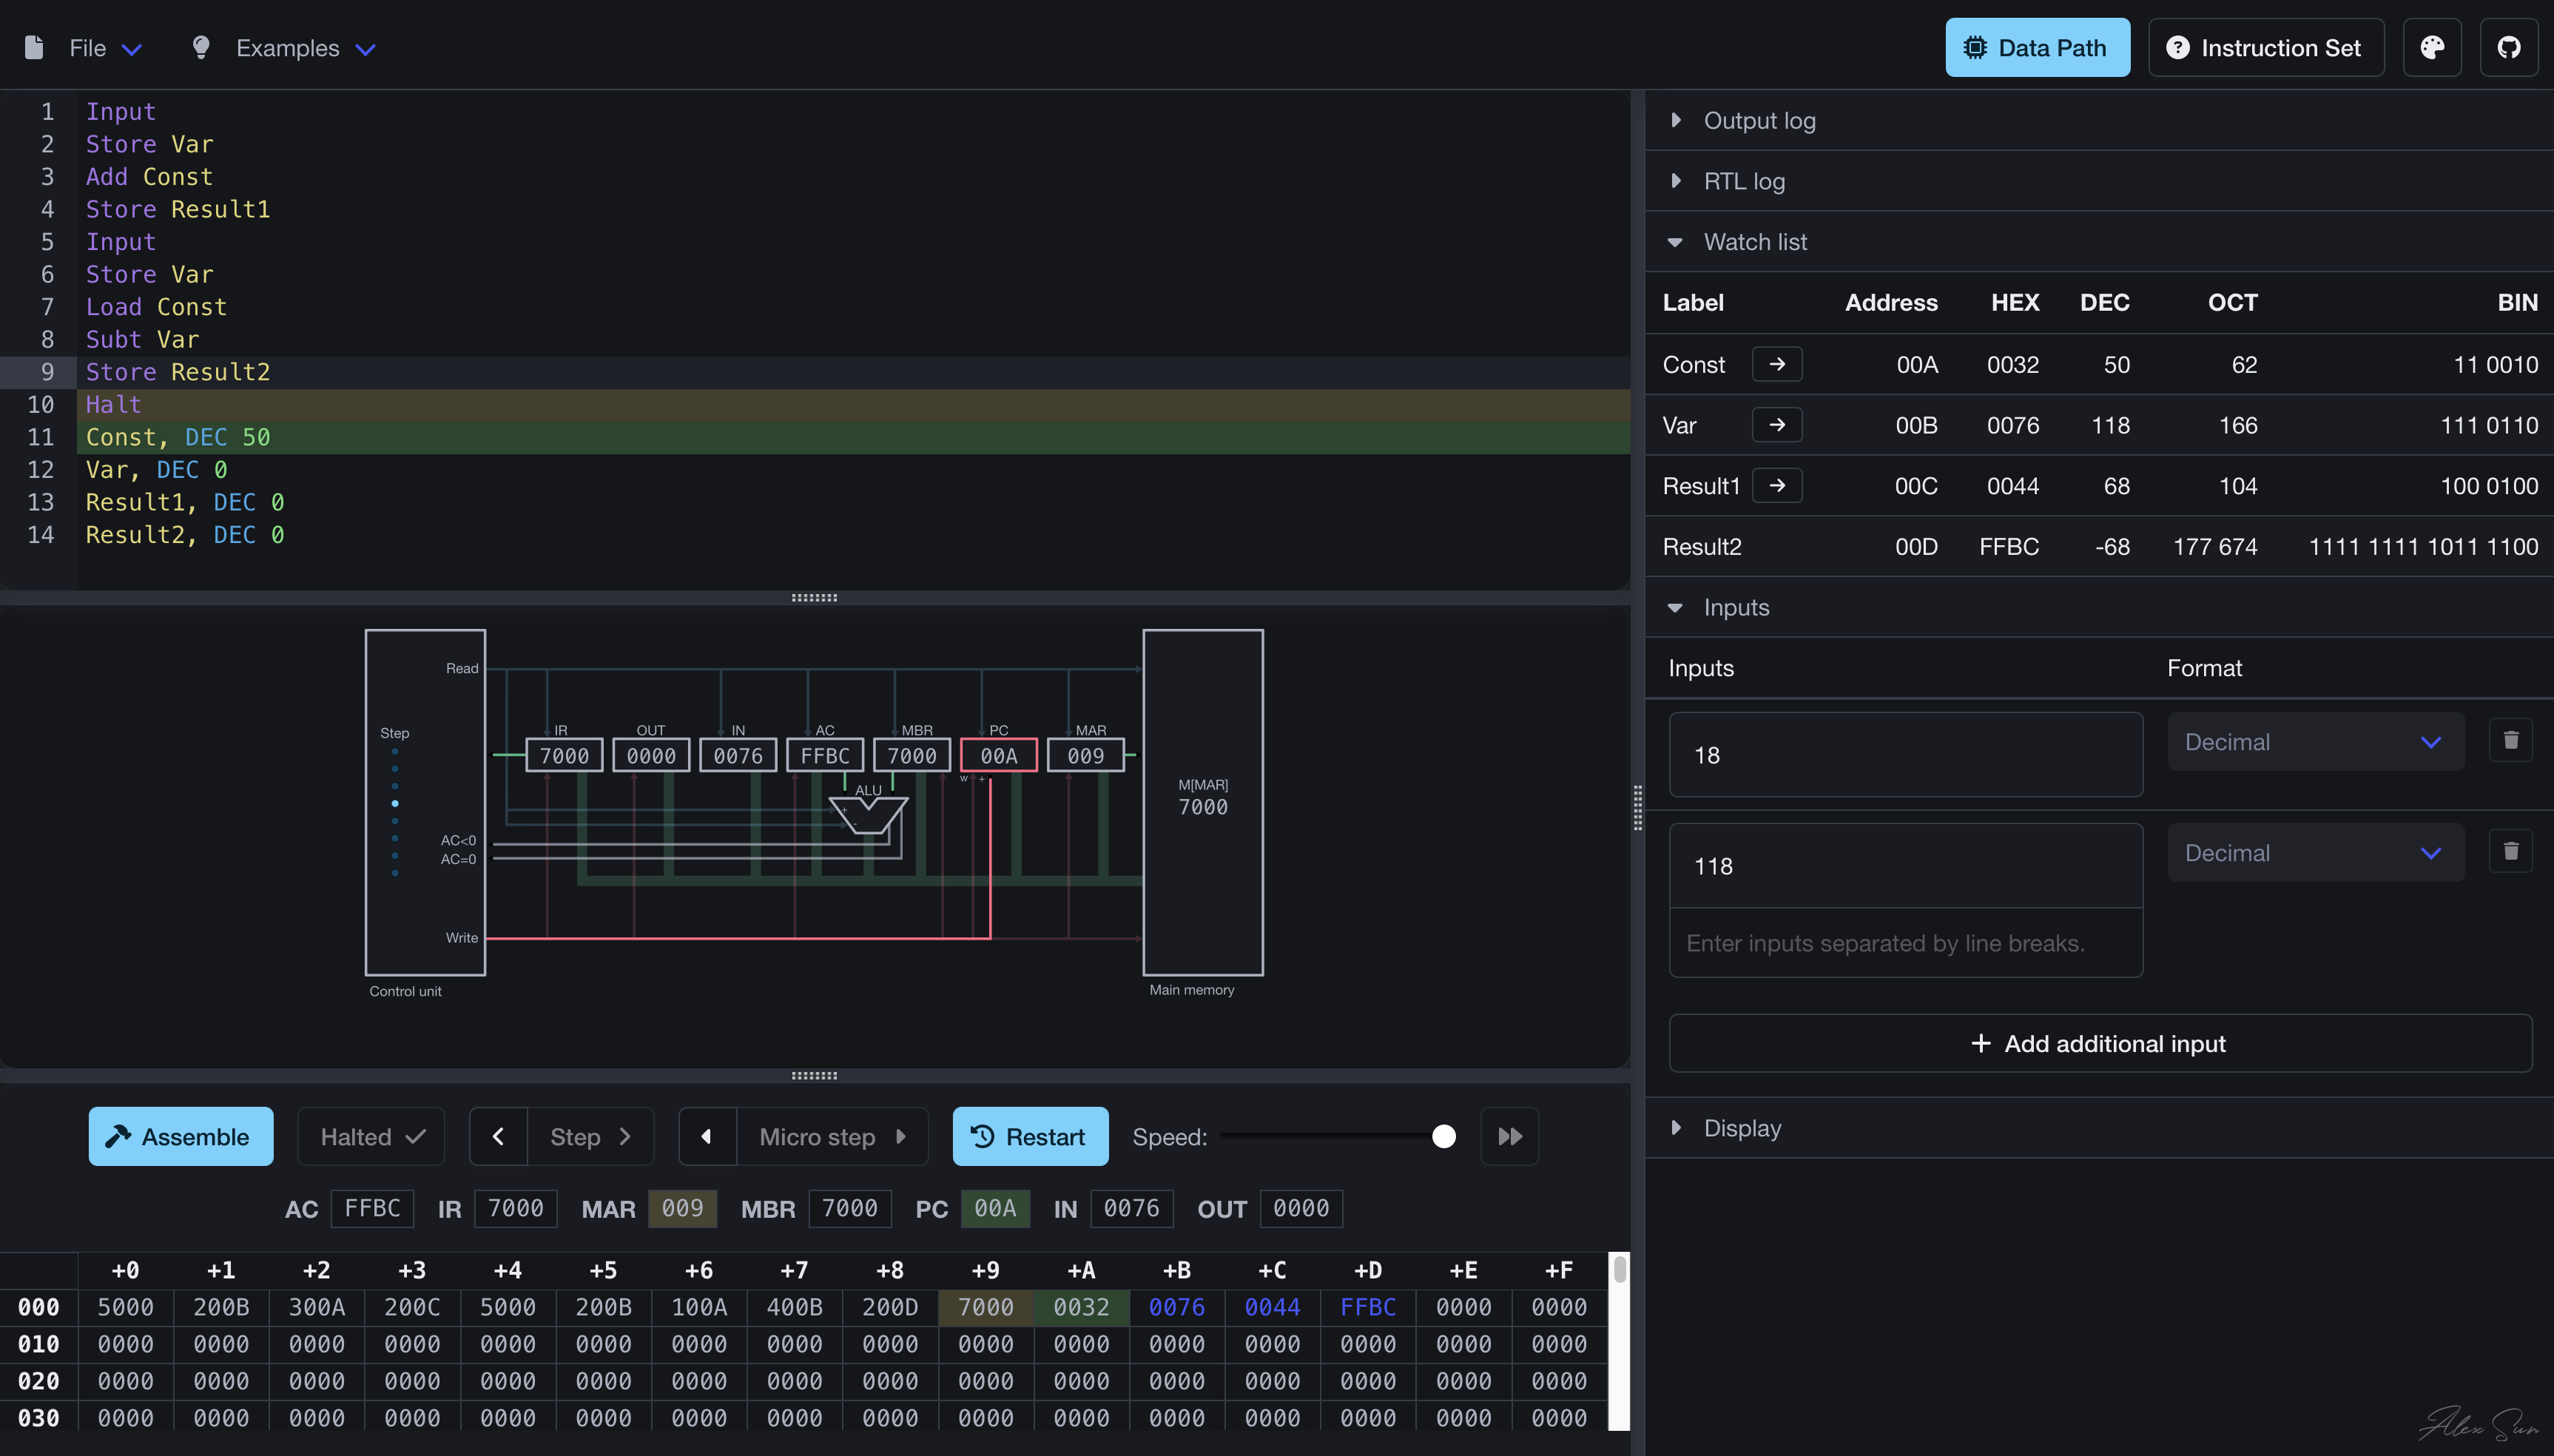 File Examples Data Path Instruction Set
1 Input
2 Store Var
3 Add Const
4 Store Result1
5 Input
6 Store Var
7 Load Const
8 Subt Var
9 Store Result2
10 Halt
11 Const, DEC 50
12 Var, DEC 0
13 Result1, DEC 0
14 Result2, DEC 0
Read
Step
IR OUT IN AC MBR PC MAR
7000 0000 0076 FFBC 7000 00A 009
w +
ALU
+ -
M[MAR]
7000
AC<0
AC=0
Write
Control unit
Main memory
Assemble Halted Step Micro step Restart Speed:
AC FFBC IR 7000 MAR 009 MBR 7000 PC 00A IN 0076 OUT 0000
+0 +1 +2 +3 +4 +5 +6 +7 +8 +9 +A +B +C +D +E +F
000 5000 200B 300A 200C 5000 200B 100A 400B 200D 7000 0032 0076 0044 FFBC 0000 0000
010 0000 0000 0000 0000 0000 0000 0000 0000 0000 0000 0000 0000 0000 0000 0000 0000
020 0000 0000 0000 0000 0000 0000 0000 0000 0000 0000 0000 0000 0000 0000 0000 0000
030 0000 0000 0000 0000 0000 0000 0000 0000 0000 0000 0000 0000 0000 0000 0000 0000
Output log
RTL log
Watch list
Label Address HEX DEC OCT BIN
Const 00A 0032 50 62 11 0010
Var 00B 0076 118 166 111 0110
Result1 00C 0044 68 104 100 0100
Result2 00D FFBC -68 177 674 1111 1111 1011 1100
Inputs
Inputs Format
18 Decimal
118 Decimal
Enter inputs separated by line breaks.
+ Add additional input
Display
Alex Sun